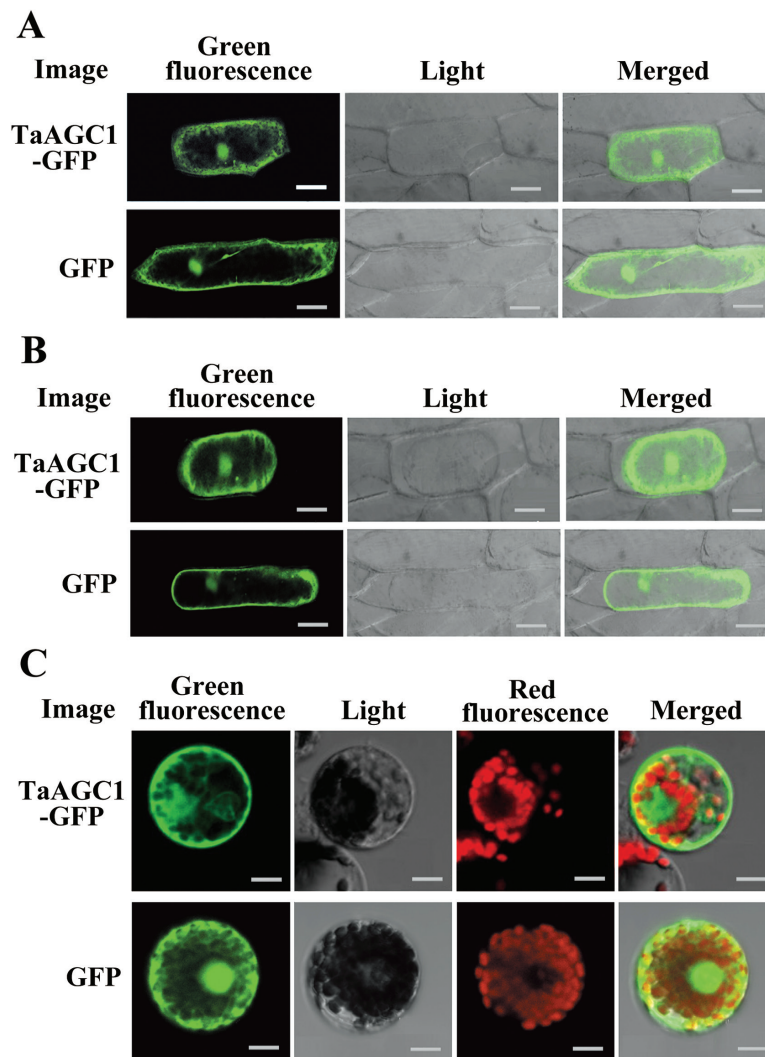 A
Image
Green
fluorescence
Light
Merged
TaAGC1
-GFP
GFP
B
Image
Green
fluorescence
Light
Merged
TaAGC1
-GFP
GFP
C
Image
Green
fluorescence
Light
Red
fluorescence
Merged
TaAGC1
-GFP
GFP